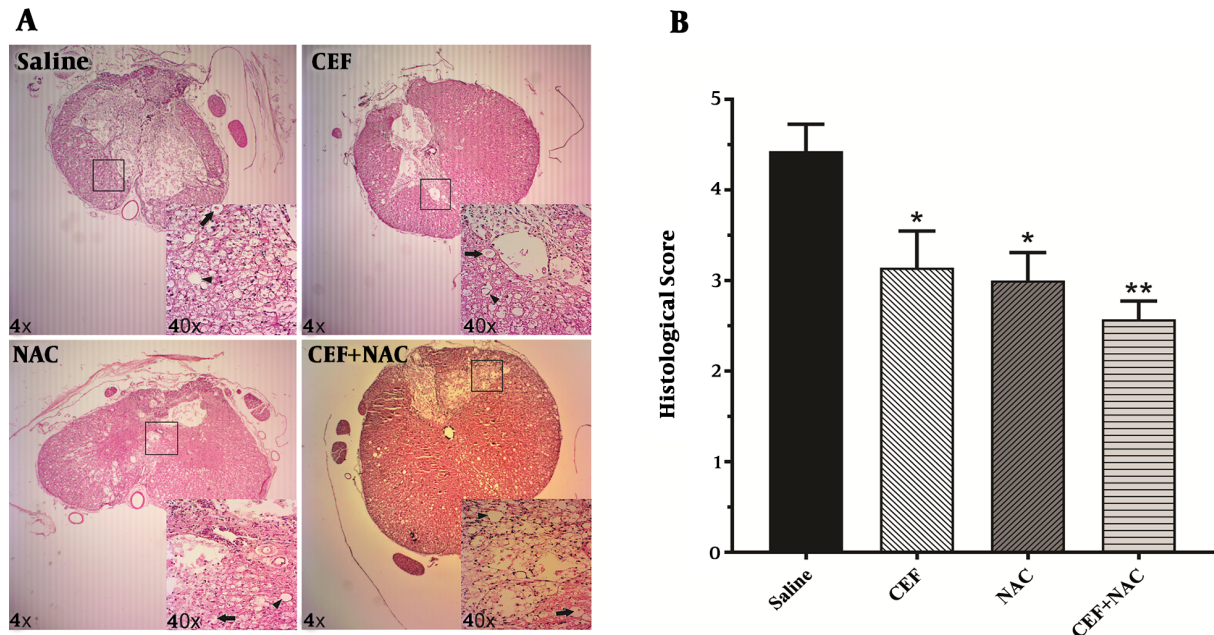 A
Saline
4x
40x
CEF
4x
40x
NAC
4x
40x
CEF+NAC
4x
40x
B
Histological Score
5
4
3
2
1
0
*
*
**
Saline
CEF
NAC
CEF+NAC